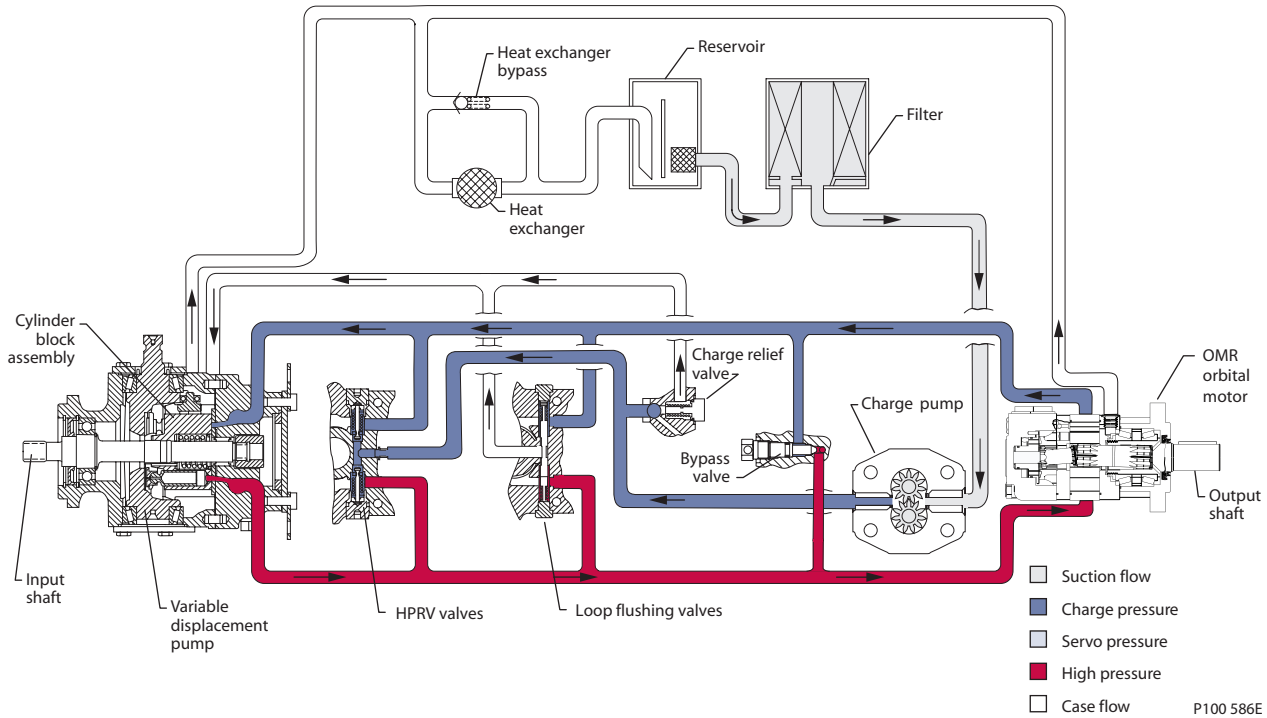 Heat exchanger
bypass
Reservoir
Filter
Heat
exchanger
Cylinder
block
assembly
Charge relief
valve
OMR
orbital
motor
Charge pump
Bypass
valve
Output
shaft
Input
shaft
Variable
displacement
pump
HPRV valves
Loop flushing valves
Suction flow
Charge pressure
Servo pressure
High pressure
Case flow
P100 586E